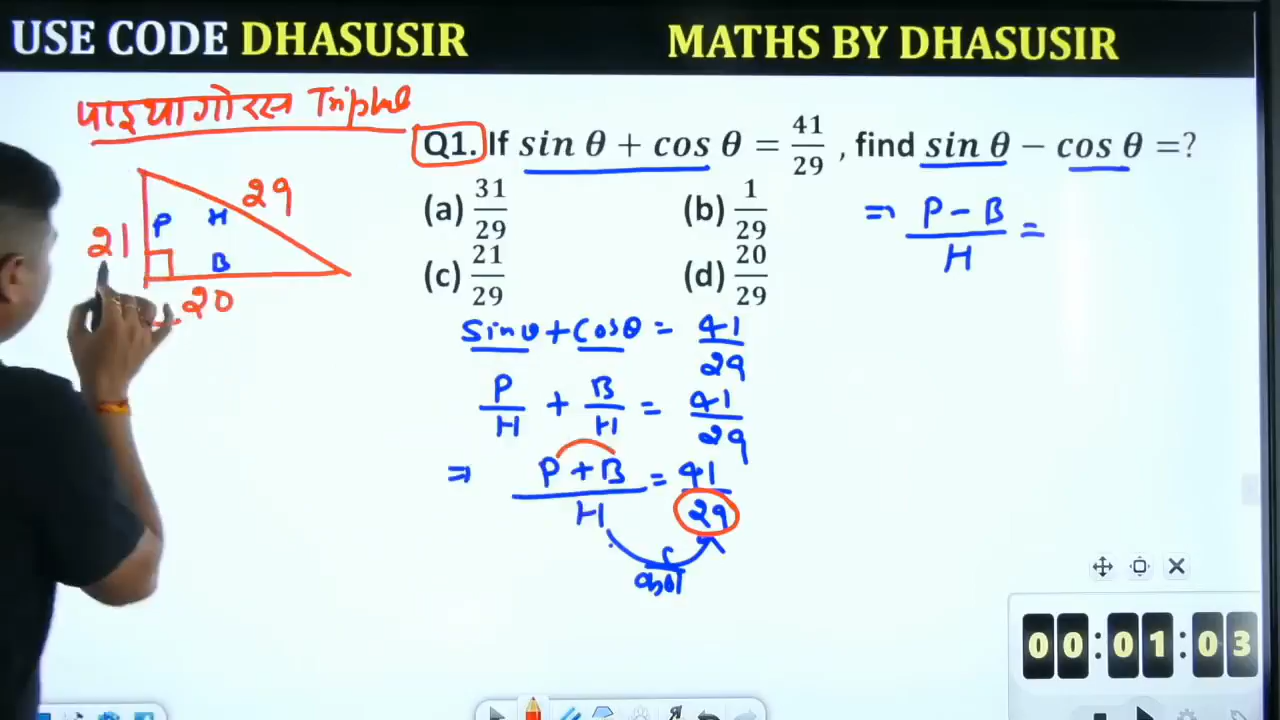 USE CODE DHASUSIR
MATHS BY DHASUSIR
पाइथागोरस Triplet
Q1. If sin θ + cos θ = 41/29 , find sin θ − cos θ =?
(a) 31/29
(b) 1/29
(c) 21/29
(d) 20/29
⇒ P − B / H =
29
21
P
H
B
20
Sinθ + Cosθ = 41/29
P/H + B/H = 41/29
⇒ P + B / H = 41/29
00:01:03